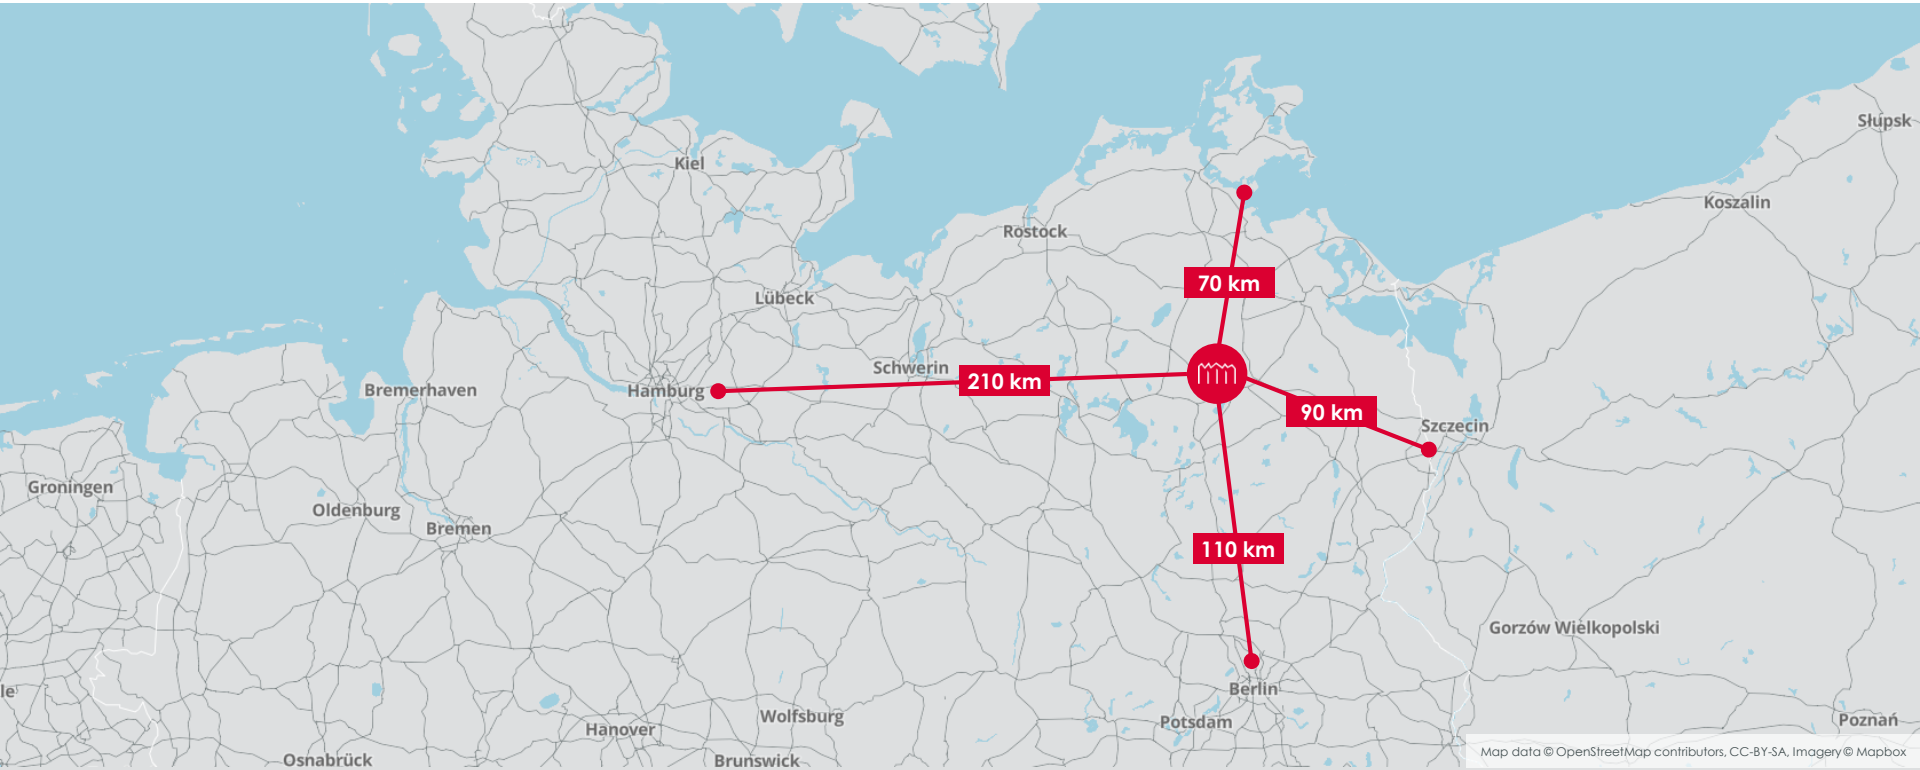 Słupsk
Kiel
Koszalin
Rostock
70 km
Lübeck
Schwerin
210 km
Hamburg
Bremerhaven
90 km
Szczecin
Groningen
Oldenburg
Bremen
110 km
Gorzów Wielkopolski
le
Berlin
Wolfsburg
Potsdam
Poznań
Hanover
Osnabrück
Brunswick
Map data © OpenStreetMap contributors, CC-BY-SA, Imagery © Mapbox